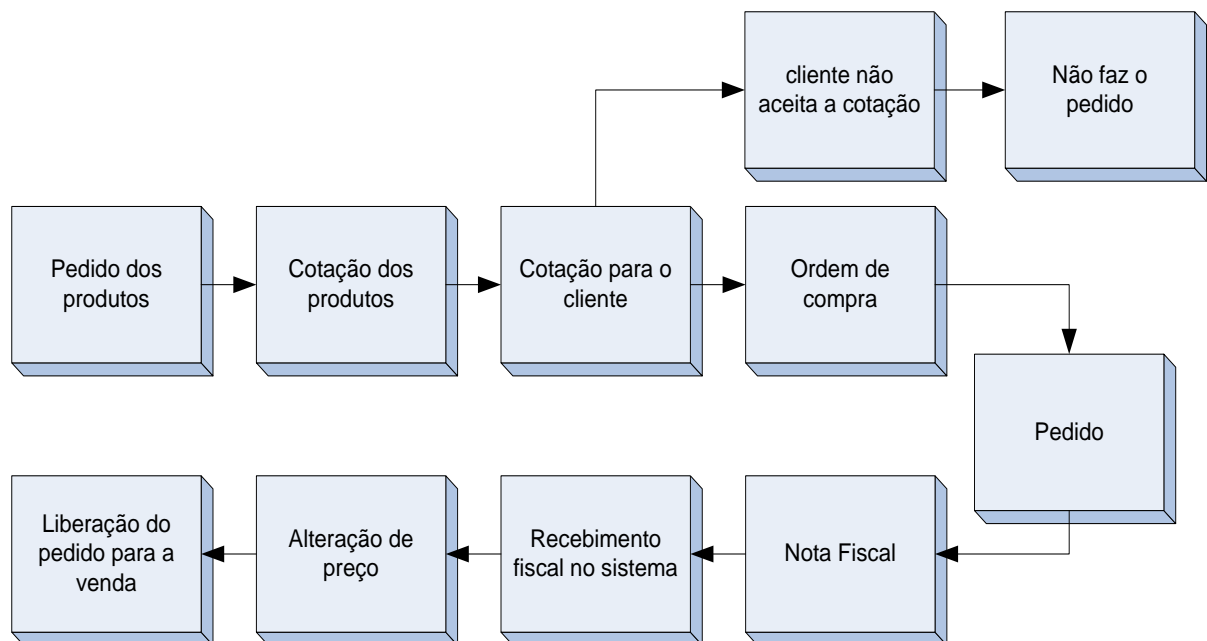 cliente não
aceita a cotação
Não faz o
pedido
Pedido dos
produtos
Cotação dos
produtos
Cotação para o
cliente
Ordem de
compra
Pedido
Liberação do
pedido para a
venda
Alteração de
preço
Recebimento
fiscal no sistema
Nota Fiscal